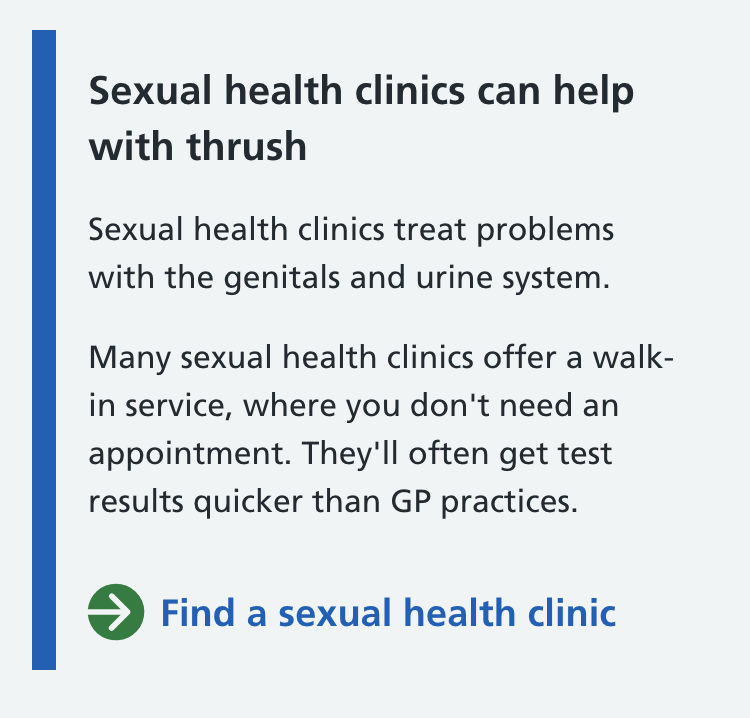 Sexual health clinics can help
with thrush
Sexual health clinics treat problems
with the genitals and urine system.
Many sexual health clinics offer a walk-
in service, where you don't need an
appointment. They'll often get test
results quicker than GP practices.
Find a sexual health clinic